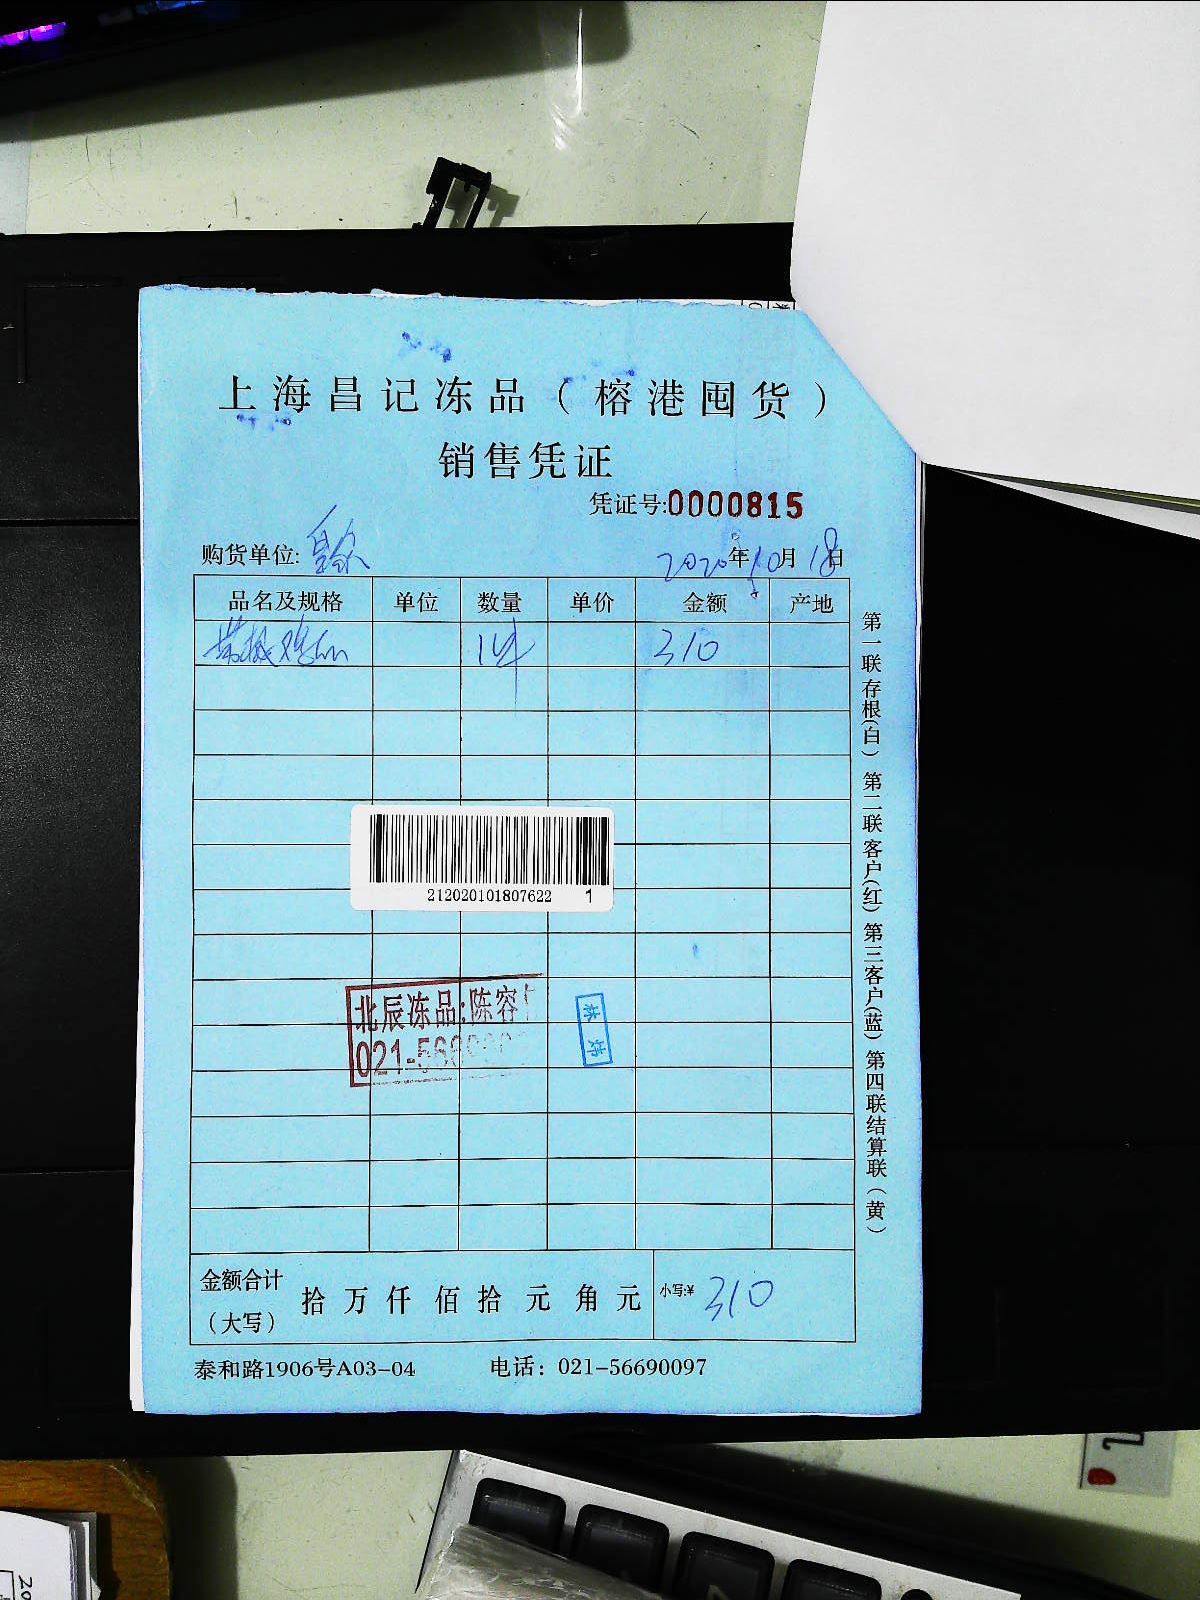 上海昌记冻品（榕港囤货）
销售凭证
凭证号:0000815
购货单位:
2020年10月18日
品名及规格 单位 数量 单价 金额 产地
1件 310
212020101807622 1
北辰冻品:陈容
021-56
林炜
金额合计（大写） 拾 万 仟 佰 拾 元 角 元 小写:¥ 310
泰和路1906号A03-04 电话：021-56690097
第一联存根(白) 第二联客户(红) 第三客户(蓝) 第四联结算联（黄）